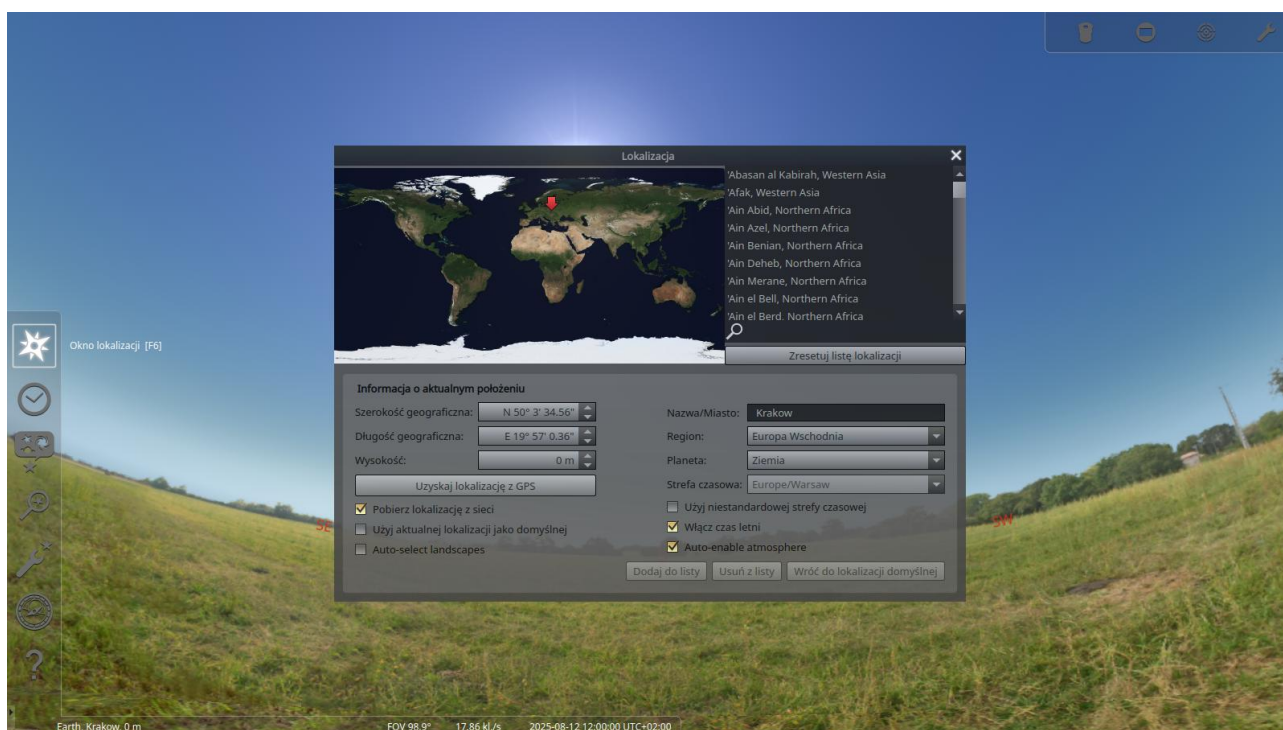 Lokalizacja
'Abasan al Kabirah, Western Asia
'Afak, Western Asia
'Ain Abid, Northern Africa
'Ain Azel, Northern Africa
'Ain Benian, Northern Africa
'Ain Deheb, Northern Africa
'Ain Merane, Northern Africa
'Ain el Bell, Northern Africa
'Ain el Berd, Northern Africa
Zresetuj listę lokalizacji
Okno lokalizacji [F6]
Informacja o aktualnym położeniu
Szerokość geograficzna: N 50° 3' 34.56"
Długość geograficzna: E 19° 57' 0.36"
Wysokość: 0 m
Uzyskaj lokalizację z GPS
Pobierz lokalizację z sieci
Użyj aktualnej lokalizacji jako domyślnej
Auto-select landscapes
Nazwa/Miasto: Krakow
Region: Europa Wschodnia
Planeta: Ziemia
Strefa czasowa: Europe/Warsaw
Użyj niestandardowej strefy czasowej
Włącz czas letni
Auto-enable atmosphere
Dodaj do listy Usuń z listy Wróć do lokalizacji domyślnej
SE
SW
Earth, Krakow, 0 m FOV 98.9° 17.86 kl./s 2025-08-12 12:00:00 UTC+02:00